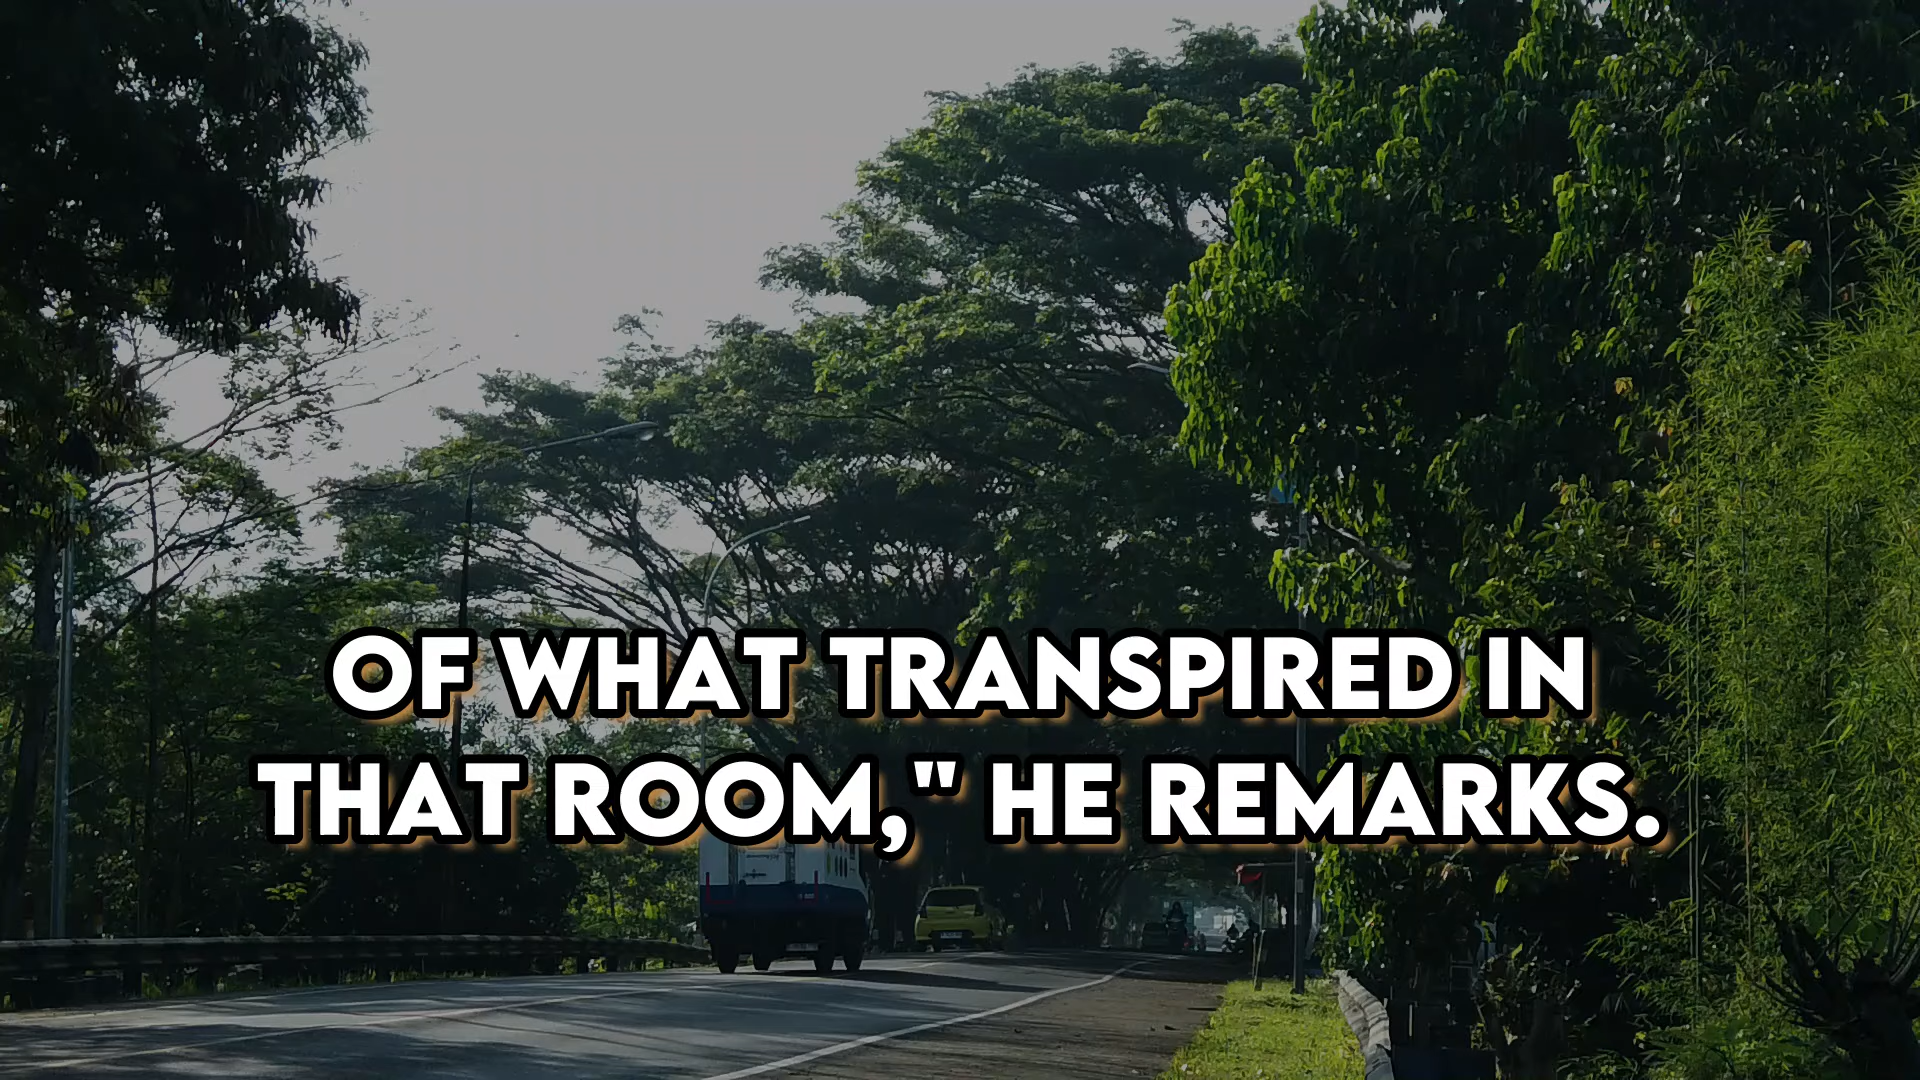 OF WHAT TRANSPIRED IN
THAT ROOM," HE REMARKS.